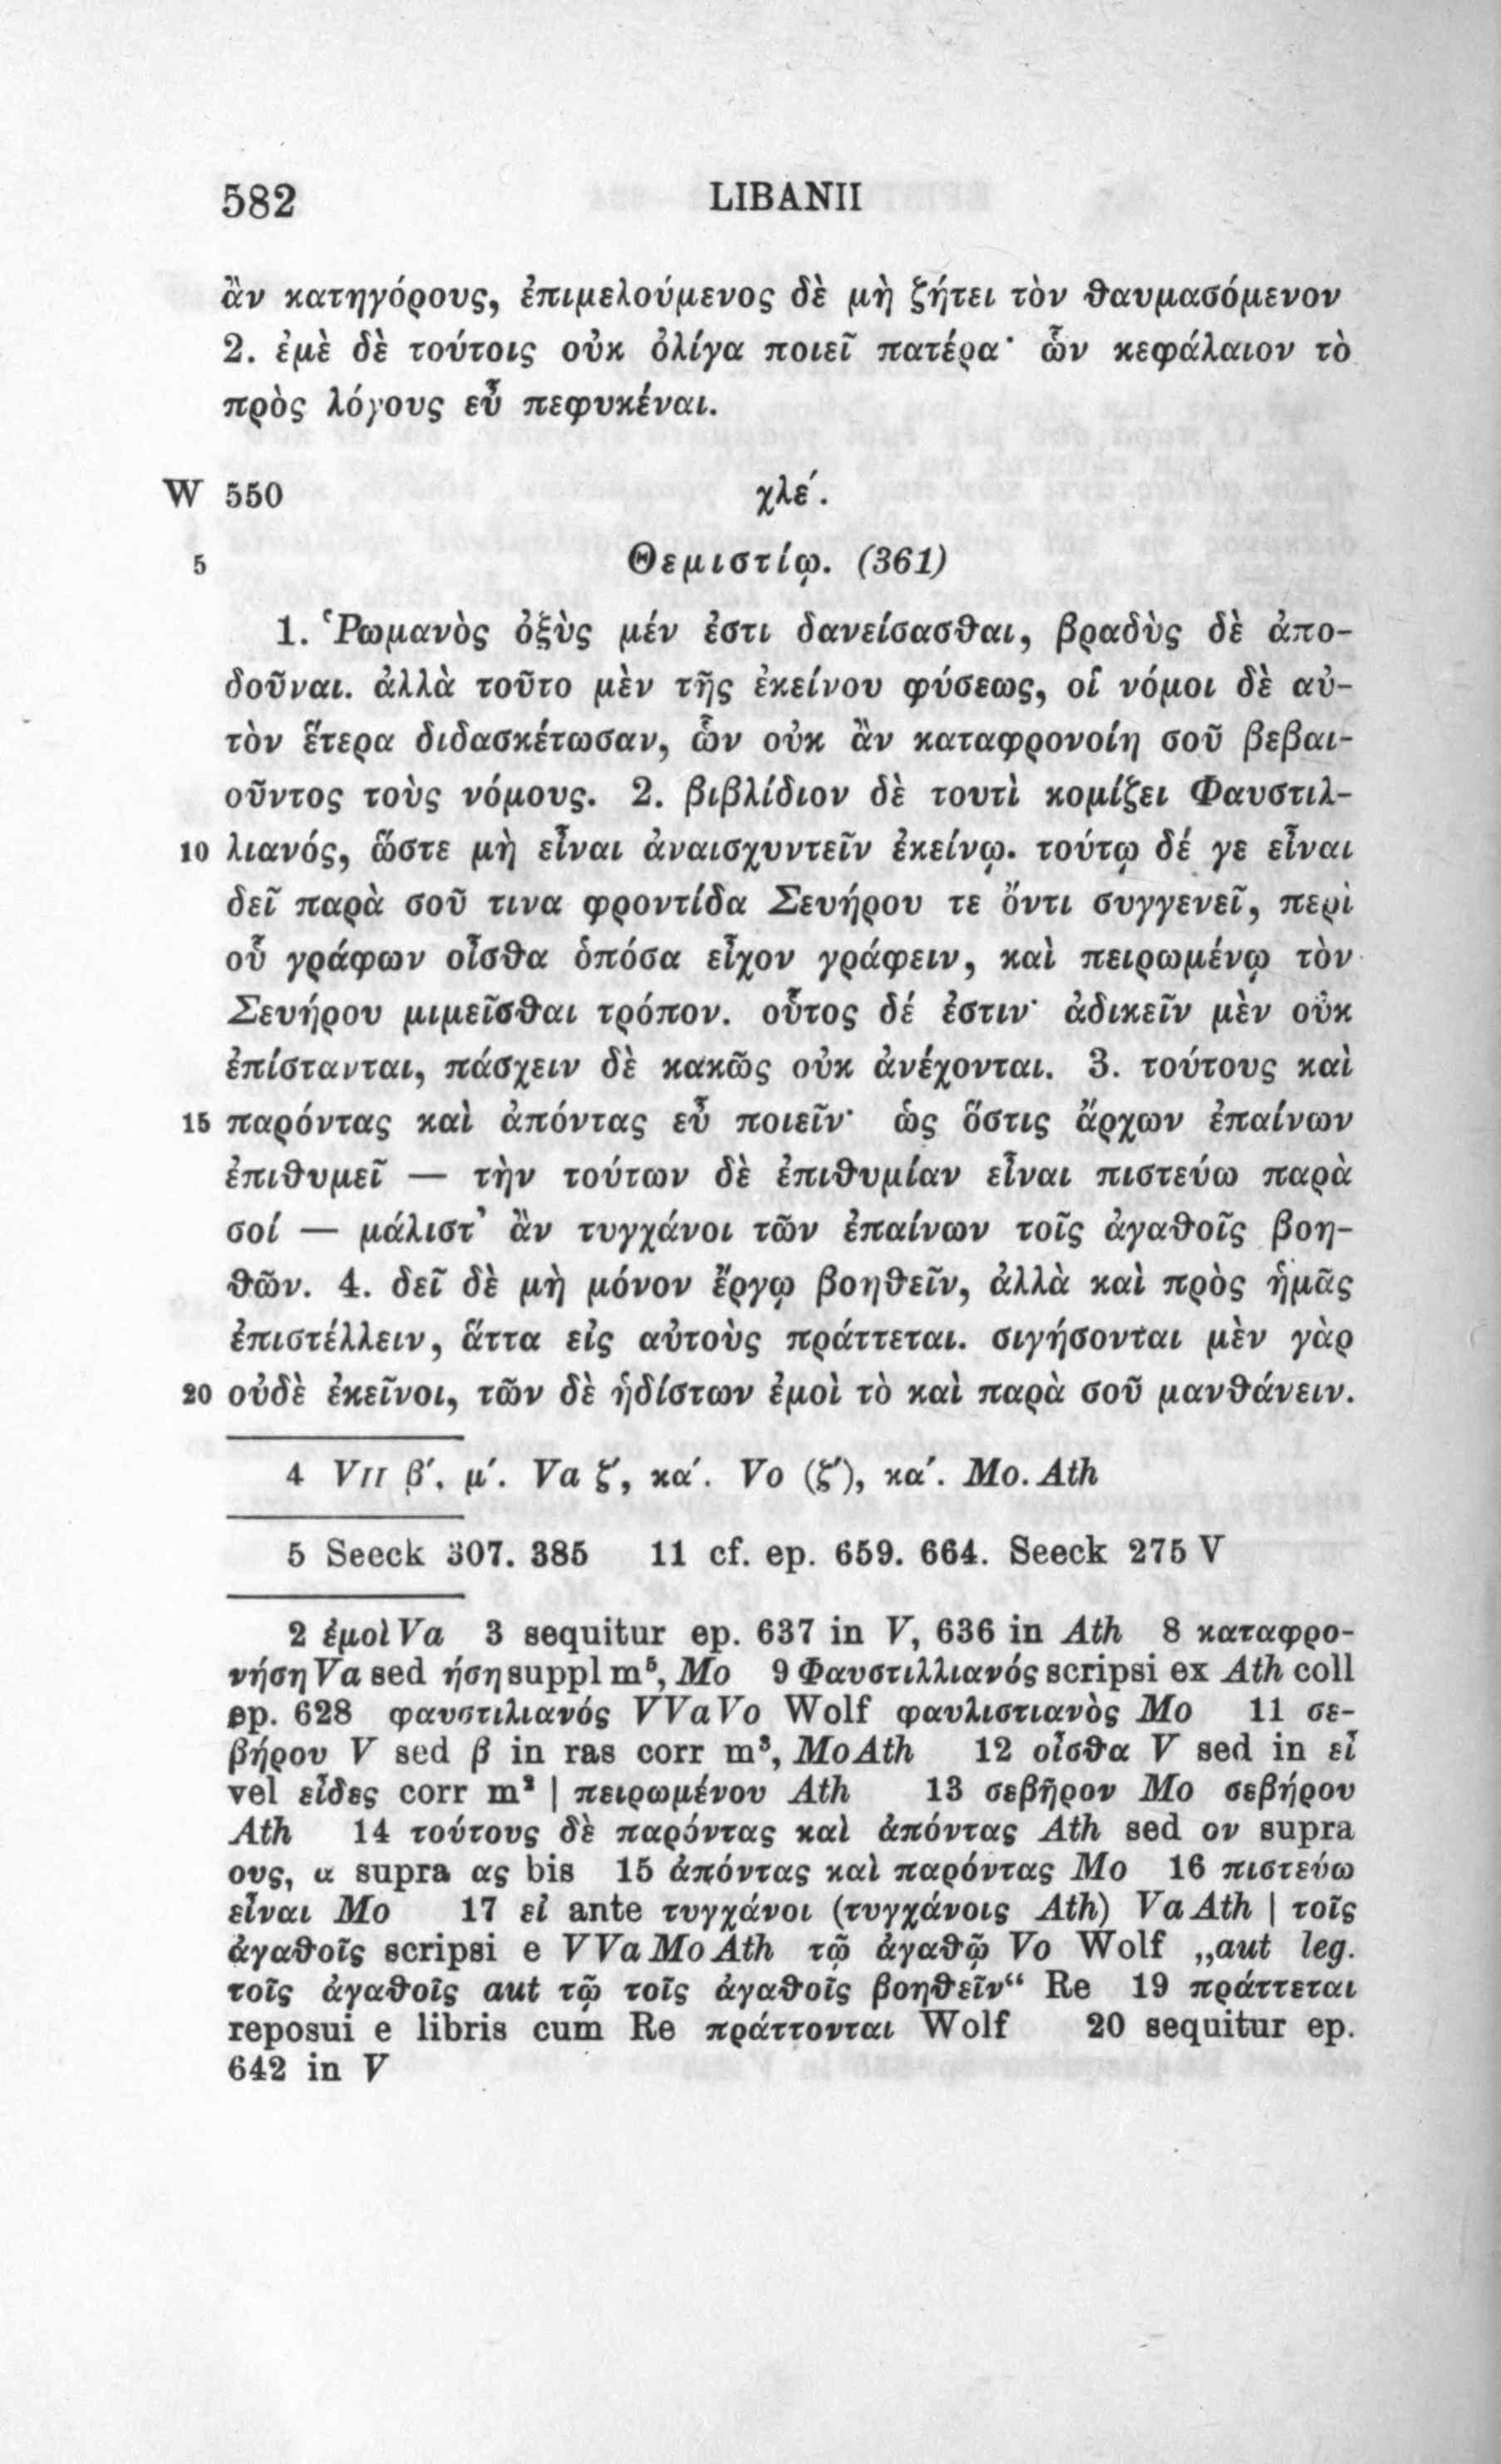 582 LIBANII
ἂν κατηγόρους, ἐπιμελούμενος δὲ μὴ ζήτει τὸν θαυμασόμενον
2. ἐμὲ δὲ τούτοις οὐκ ὀλίγα ποιεῖ πατέρα· ὧν κεφάλαιον τὸ
πρὸς λόγους εὖ πεφυκέναι.
W 550 χλε΄.
5 Θεμιστίῳ. (361)
1. Ῥωμανὸς ὀξὺς μέν ἐστι δανείσασθαι, βραδὺς δὲ ἀπο-
δοῦναι. ἀλλὰ τοῦτο μὲν τῆς ἐκείνου φύσεως, οἱ νόμοι δὲ αὐ-
τὸν ἕτερα διδασκέτωσαν, ὧν οὐκ ἂν καταφρονοίη σοῦ βεβαι-
οῦντος τοὺς νόμους. 2. βιβλίδιον δὲ τουτὶ κομίζει Φαυστιλ-
10 λιανός, ὥστε μὴ εἶναι ἀναισχυντεῖν ἐκείνῳ. τούτῳ δέ γε εἶναι
δεῖ παρὰ σοῦ τινα φροντίδα Σευήρου τε ὄντι συγγενεῖ, περὶ
οὗ γράφων οἶσθα ὁπόσα εἶχον γράφειν, καὶ πειρωμένῳ τὸν
Σευήρου μιμεῖσθαι τρόπον. οὗτος δέ ἐστιν· ἀδικεῖν μὲν οὐκ
ἐπίστανται, πάσχειν δὲ κακῶς οὐκ ἀνέχονται. 3. τούτους καὶ
15 παρόντας καὶ ἀπόντας εὖ ποιεῖν· ὡς ὅστις ἄρχων ἐπαίνων
ἐπιθυμεῖ — τὴν τούτων δὲ ἐπιθυμίαν εἶναι πιστεύω παρὰ
σοί — μάλιστ’ ἂν τυγχάνοι τῶν ἐπαίνων τοῖς ἀγαθοῖς βοη-
θῶν. 4. δεῖ δὲ μὴ μόνον ἔργῳ βοηθεῖν, ἀλλὰ καὶ πρὸς ἡμᾶς
ἐπιστέλλειν, ἅττα εἰς αὐτοὺς πράττεται. σιγήσονται μὲν γὰρ
20 οὐδὲ ἐκεῖνοι, τῶν δὲ ἡδίστων ἐμοὶ τὸ καὶ παρὰ σοῦ μανθάνειν.
4 V II β΄, μ΄. Va ζ΄, κα΄. Vo (ζ΄), κα΄. Mo. Ath
5 Seeck 307. 385 11 cf. ep. 659. 664. Seeck 275 V
2 ἐμοὶ Va 3 sequitur ep. 637 in V, 636 in Ath 8 καταφρο-
νήση Va sed ήση suppl m⁵, Mo 9 Φαυστιλλιανός scripsi ex Ath coll
ep. 628 φαυστιλιανός V Va Vo Wolf φαυλιστιανὸς Mo 11 σε-
βήρου V sed β in ras corr m³, Mo Ath 12 οἶσθα V sed in εἶ
vel εἶδες corr m² | πειρωμένου Ath 13 σεβῆρον Mo σεβήρου
Ath 14 τούτους δὲ παρόντας καὶ ἀπόντας Ath sed ον supra
ους, α supra ας bis 15 ἀπόντας καὶ παρόντας Mo 16 πιστεύω
εἶναι Mo 17 εἰ ante τυγχάνοι (τυγχάνοις Ath) Va Ath | τοῖς
ἀγαθοῖς scripsi e V Va Mo Ath τῷ ἀγαθῷ Vo Wolf „aut leg.
τοῖς ἀγαθοῖς aut τῷ τοῖς ἀγαθοῖς βοηθεῖν“ Re 19 πράττεται
reposui e libris cum Re πράττονται Wolf 20 sequitur ep.
642 in V